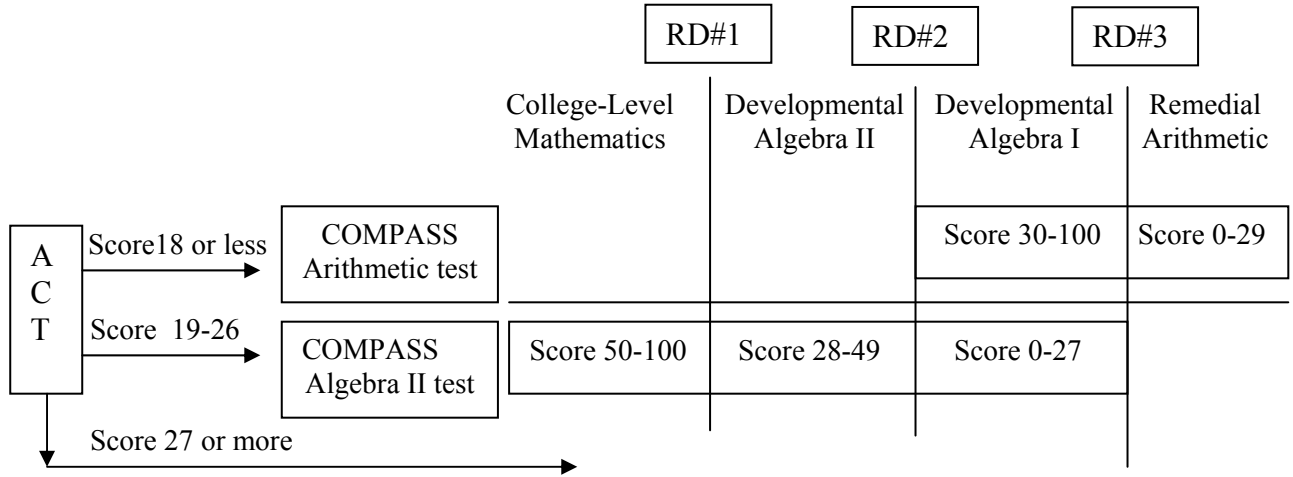 RD#1 RD#2 RD#3
College-Level Developmental Developmental Remedial
Mathematics Algebra II Algebra I Arithmetic
A
C
T
Score18 or less
COMPASS
Arithmetic test
Score 30-100 Score 0-29
Score 19-26
COMPASS
Algebra II test
Score 50-100 Score 28-49 Score 0-27
Score 27 or more